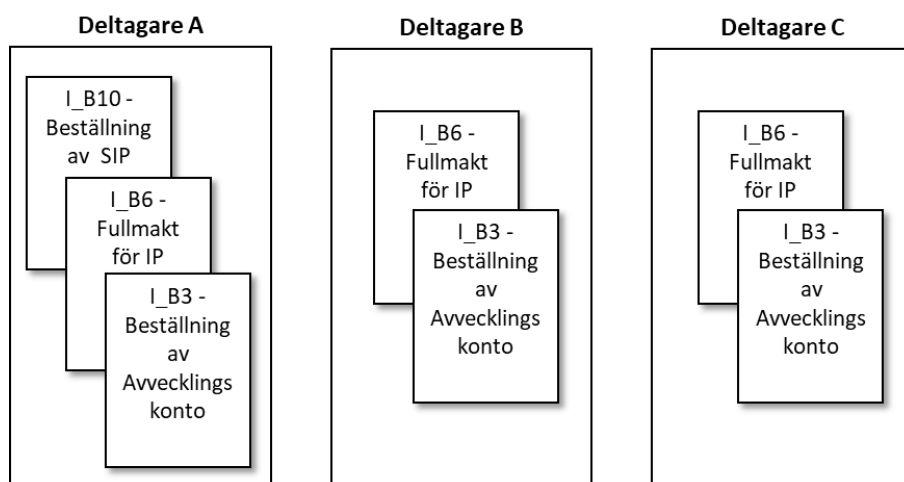 Deltagare A
I_B10 -
Beställning
av  SIP
I_B6 -
Fullmakt
för IP
I_B3 -
Beställning
av
Avvecklings
konto
Deltagare B
I_B6 -
Fullmakt
för IP
I_B3 -
Beställning
av
Avvecklings
konto
Deltagare C
I_B6 -
Fullmakt
för IP
I_B3 -
Beställning
av
Avvecklings
konto